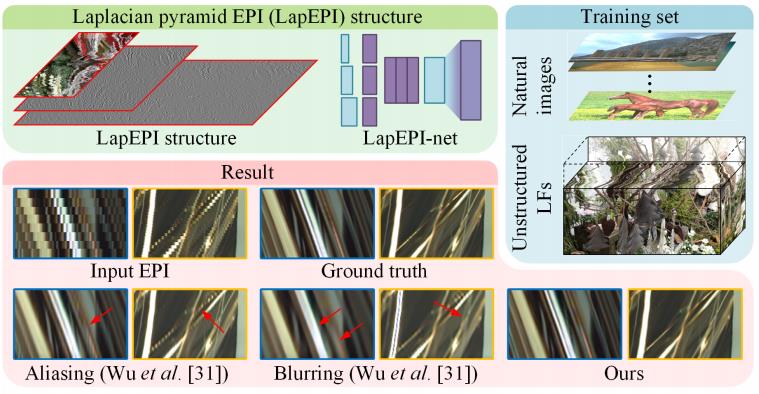 Laplacian pyramid EPI (LapEPI) structure
LapEPI structure
LapEPI-net
Training set
Natural
images
Unstructured
LFs
Result
Input EPI
Ground truth
Aliasing (Wu et al. [31])
Blurring (Wu et al. [31])
Ours